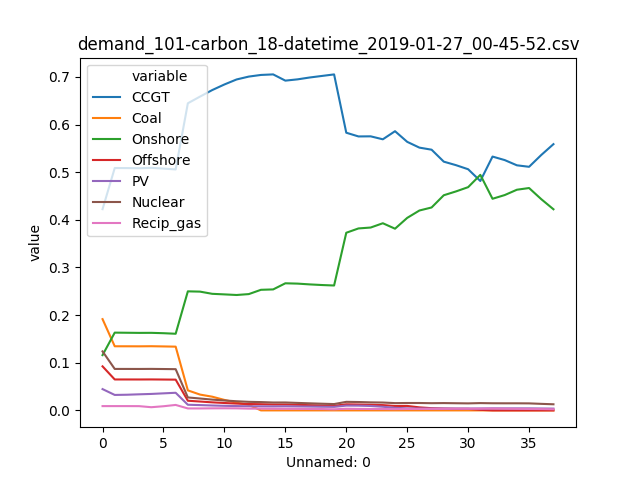 demand_101-carbon_18-datetime_2019-01-27_00-45-52.csv
variable
CCGT
Coal
Onshore
Offshore
PV
Nuclear
Recip_gas
value
0.7
0.6
0.5
0.4
0.3
0.2
0.1
0.0
0 5 10 15 20 25 30 35
Unnamed: 0